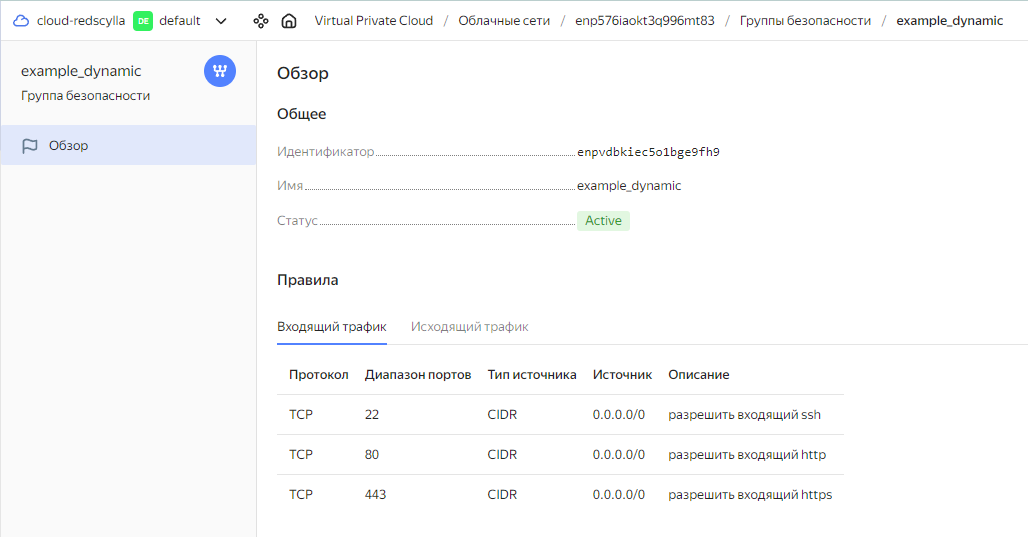 cloud-redscylla DE default Virtual Private Cloud / Облачные сети / enp576iaokt3q996mt83 / Группы безопасности / example_dynamic
example_dynamic
Группа безопасности
Обзор
Обзор
Общее
Идентификатор enpvdbkiec5o1bge9fh9
Имя example_dynamic
Статус Active
Правила
Входящий трафик Исходящий трафик
Протокол Диапазон портов Тип источника Источник Описание
TCP 22 CIDR 0.0.0.0/0 разрешить входящий ssh
TCP 80 CIDR 0.0.0.0/0 разрешить входящий http
TCP 443 CIDR 0.0.0.0/0 разрешить входящий https